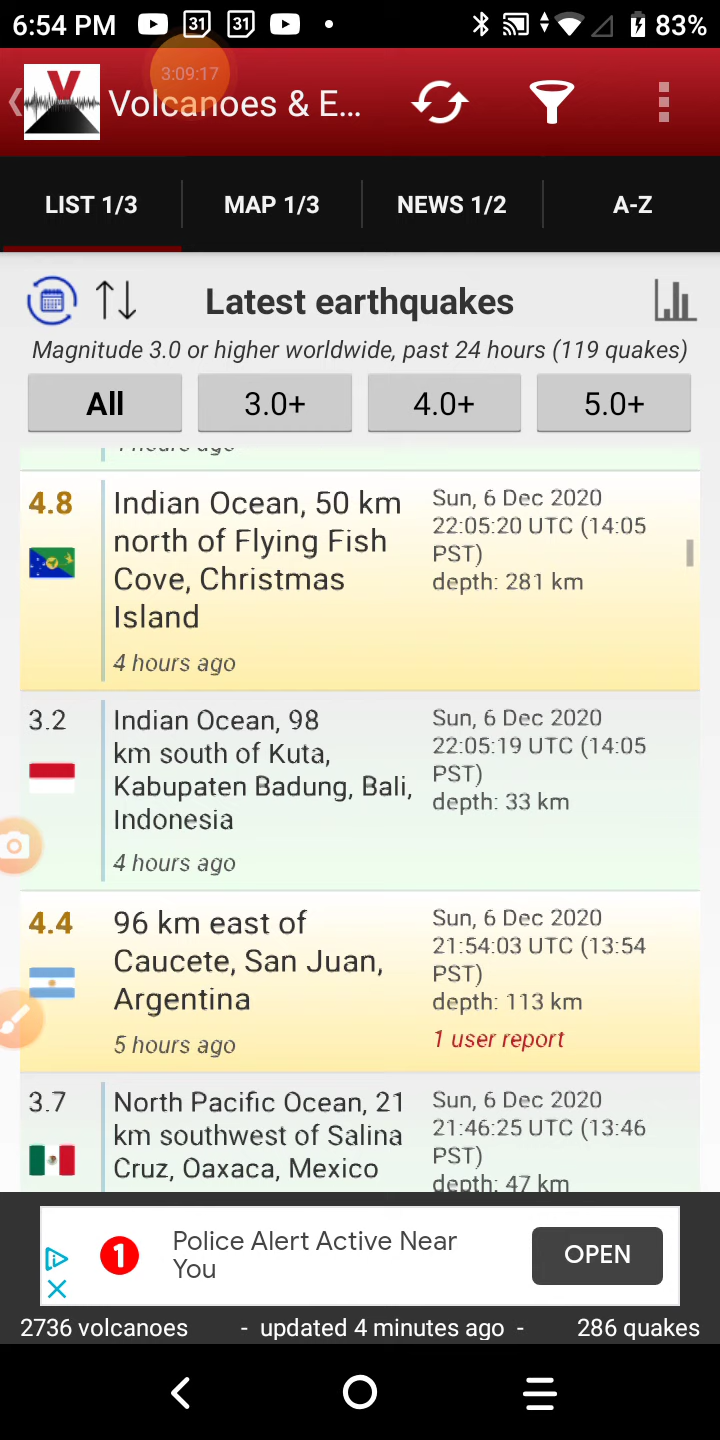 6:54 PM 31 31 83%
3:09:17
Volcanoes & E...
LIST 1/3 MAP 1/3 NEWS 1/2 A-Z
Latest earthquakes
Magnitude 3.0 or higher worldwide, past 24 hours (119 quakes)
All 3.0+ 4.0+ 5.0+
4.8
Indian Ocean, 50 km
north of Flying Fish
Cove, Christmas
Island
4 hours ago
Sun, 6 Dec 2020
22:05:20 UTC (14:05
PST)
depth: 281 km
3.2
Indian Ocean, 98
km south of Kuta,
Kabupaten Badung, Bali,
Indonesia
4 hours ago
Sun, 6 Dec 2020
22:05:19 UTC (14:05
PST)
depth: 33 km
4.4
96 km east of
Caucete, San Juan,
Argentina
5 hours ago
Sun, 6 Dec 2020
21:54:03 UTC (13:54
PST)
depth: 113 km
1 user report
3.7
North Pacific Ocean, 21
km southwest of Salina
Cruz, Oaxaca, Mexico
Sun, 6 Dec 2020
21:46:25 UTC (13:46
PST)
depth: 47 km
1
Police Alert Active Near
You
OPEN
2736 volcanoes - updated 4 minutes ago - 286 quakes